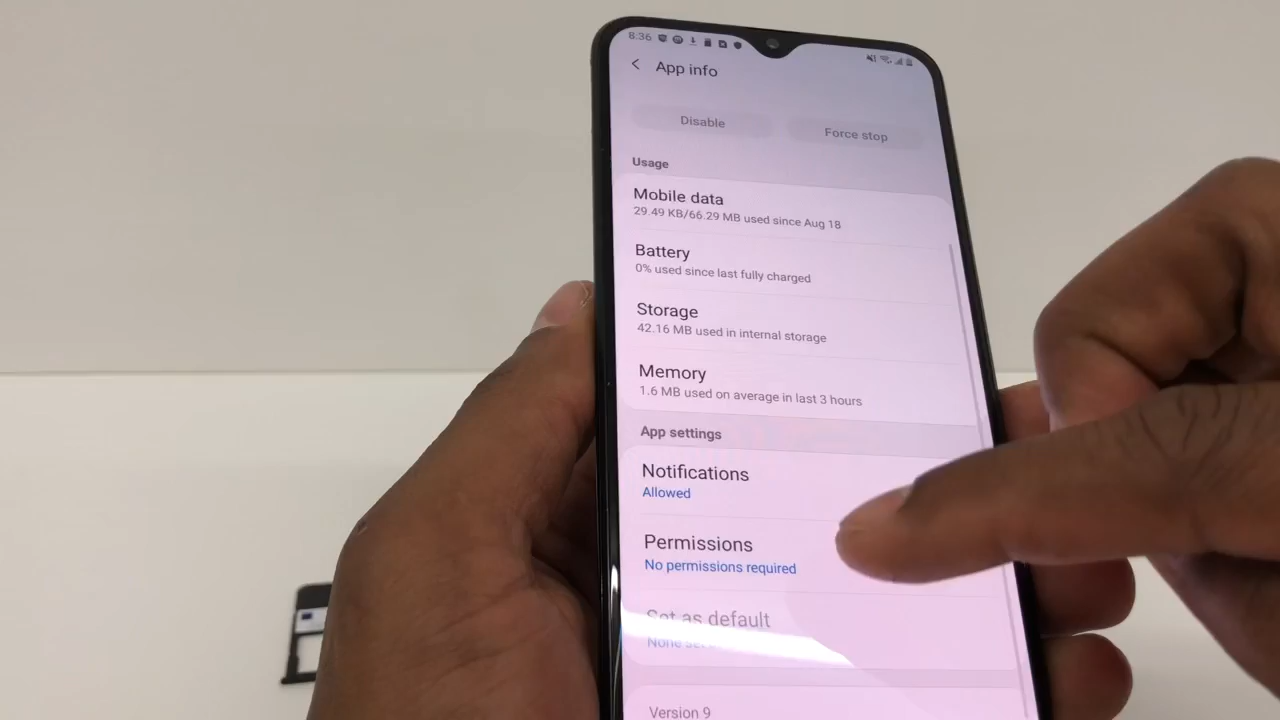 8:36
App info
Disable
Force stop
Usage
Mobile data
29.49 KB/66.29 MB used since Aug 18
Battery
0% used since last fully charged
Storage
42.16 MB used in internal storage
Memory
1.6 MB used on average in last 3 hours
App settings
Notifications
Allowed
Permissions
No permissions required
Set as default
None set
Version 9